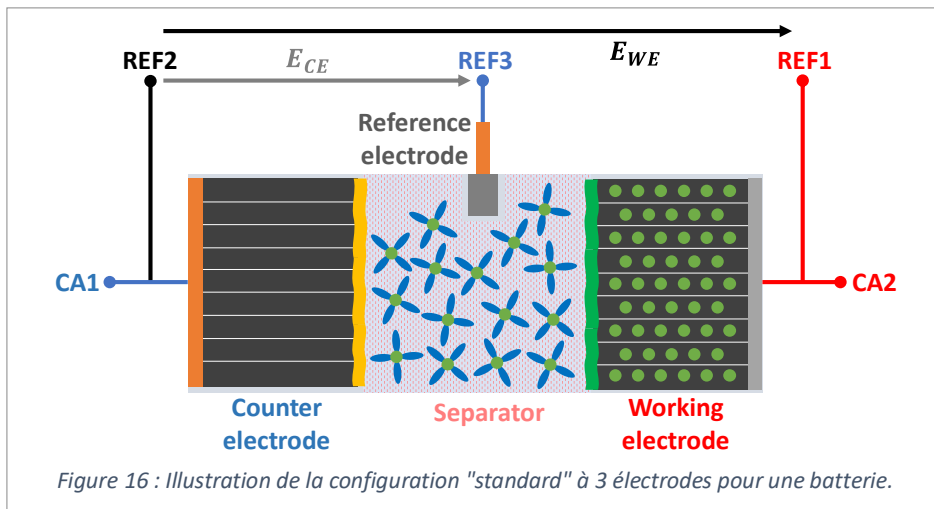 REF2
E_CE
REF3
E_WE
REF1
Reference
electrode
CA1
CA2
Counter
electrode
Separator
Working
electrode
Figure 16 : Illustration de la configuration "standard" à 3 électrodes pour une batterie.